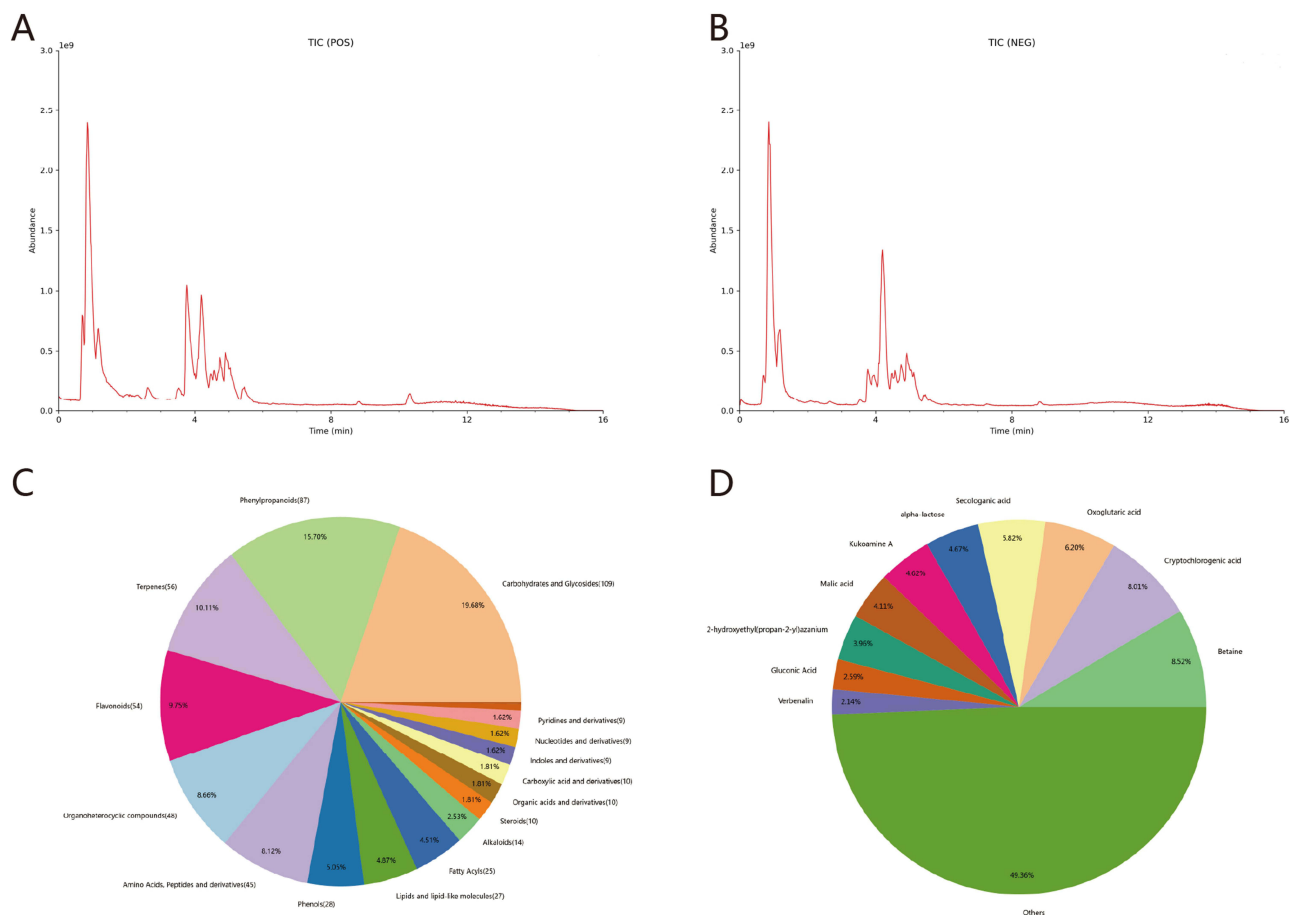 A
TIC (POS)
1e9
3.0
2.5
2.0
1.5
1.0
0.5
0.0
Abundance
0
4
8
12
16
Time (min)
B
TIC (NEG)
1e9
3.0
2.5
2.0
1.5
1.0
0.5
0.0
Abundance
0
4
8
12
16
Time (min)
C
Phenylpropanoids(87)
15.70%
Carbohydrates and Glycosides(109)
19.68%
Terpenes(56)
10.11%
Flavonoids(54)
9.75%
Organoheterocyclic compounds(48)
8.66%
Amino Acids, Peptides and derivatives(45)
8.12%
Phenols(28)
5.05%
Lipids and lipid-like molecules(27)
4.87%
Fatty Acyls(25)
4.51%
Alkaloids(14)
2.53%
Steroids(10)
1.81%
Organic acids and derivatives(10)
1.81%
Carboxylic acid and derivatives(10)
1.81%
Indoles and derivatives(9)
1.62%
Nucleotides and derivatives(9)
1.62%
Pyridines and derivatives(9)
1.62%
D
Secologanic acid
5.82%
Oxoglutaric acid
6.20%
Cryptochlorogenic acid
8.01%
Betaine
8.52%
alpha-lactose
4.67%
Kukoamine A
4.02%
Malic acid
4.11%
2-hydroxyethyl(propan-2-yl)azanium
3.96%
Gluconic Acid
2.59%
Verbenalin
2.14%
49.36%
Others